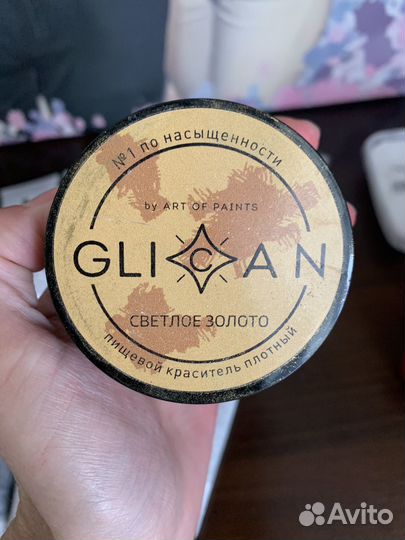 №1 по насыщенности
by ART OF PAINTS
GLICAN
СВЕТЛОЕ ЗОЛОТО
пищевой краситель плотный
Avito